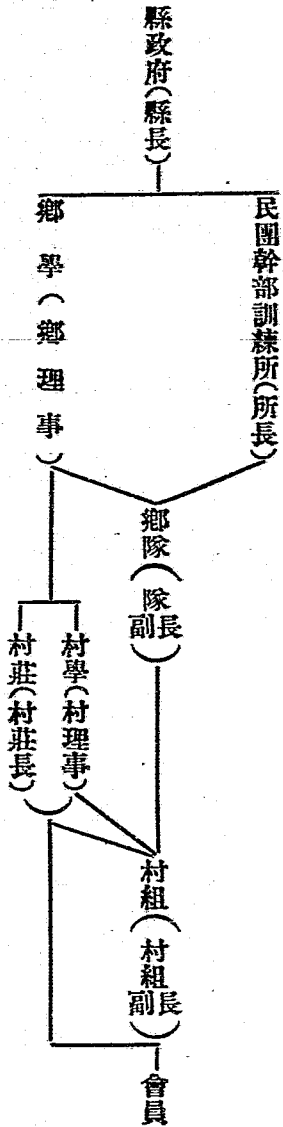 縣政府(縣長)
民團幹部訓練所(所長)
鄉學(鄉理事)
鄉隊(隊長副)
村學(村理事)
村莊(村莊長)
村組(村組長副)
會員